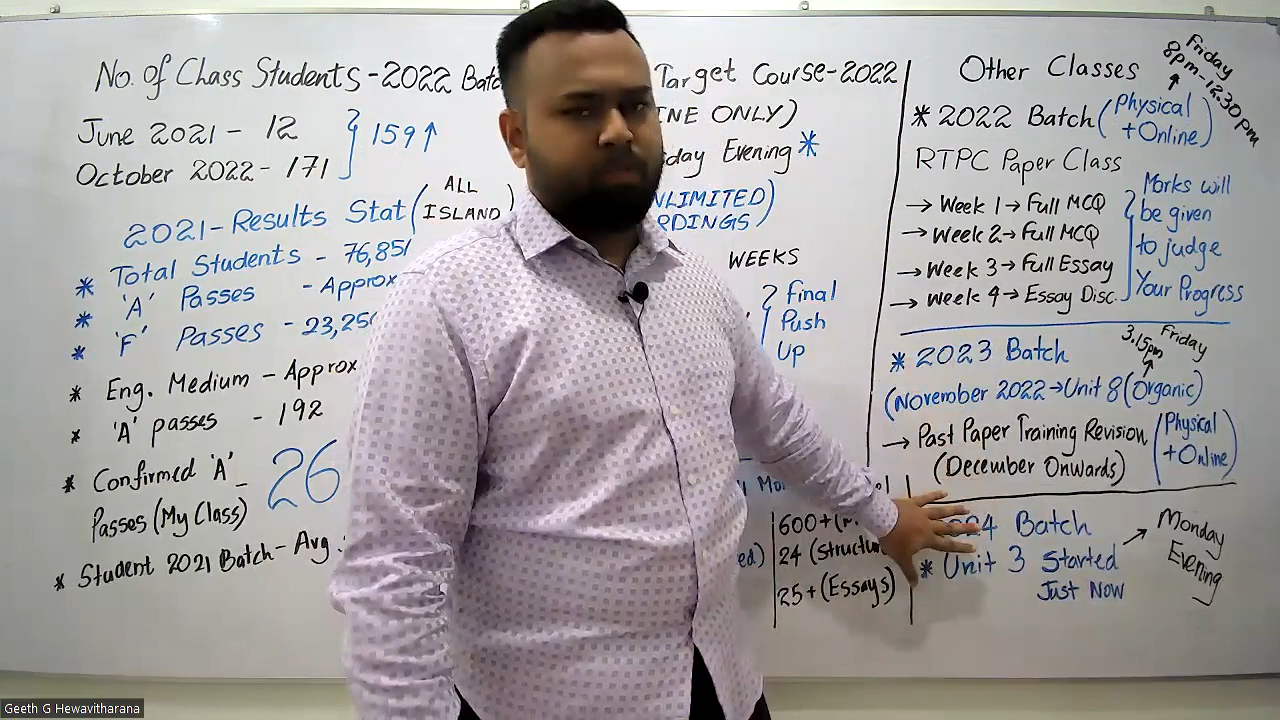 No. of Class Students - 2022 Batc
June 2021 - 12
October 2022 - 171
159↑
2021 - Results Stat (ALL ISLAND)
* Total Students - 76,85
* 'A' Passes - Approx
* 'F' Passes - 23,25
* Eng. Medium - Approx
* 'A' passes - 192
* Confirmed 'A' - 26
Passes (My Class)
* Student 2021 Batch - Avg.
Target Course - 2022
INE ONLY)
day Evening *
NLIMITED
RDINGS)
WEEKS
Final
Push
Up
600+
ed) 24 (Structu
25+ (Essays)
Other Classes
* 2022 Batch (Physical + Online)
Friday
8pm - 12.30pm
RTPC Paper Class
→ Week 1 → Full MCQ
→ Week 2 → Full MCQ
→ Week 3 → Full Essay
→ Week 4 → Essay Disc.
Marks will
be given
to judge
Your Progress
* 2023 Batch
3.15pm Friday
(November 2022 → Unit 8 (Organic)
→ Past Paper Training Revision
(December Onwards)
(Physical + Online)
24 Batch
* Unit 3 Started
Just Now
Monday
Evening
Geeth G Hewavitharana